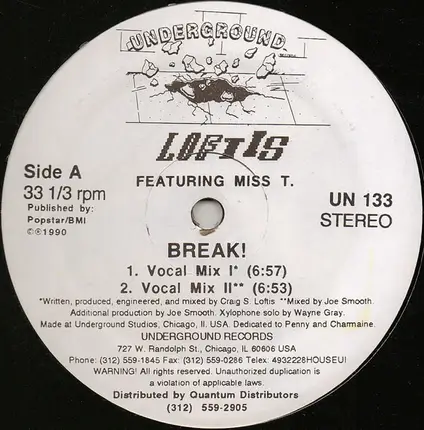 UNDERGROUND
LOFTIS
FEATURING MISS T.
Side A
33 1/3 rpm
Published by:
Popstar/BMI
©℗1990
UN 133
STEREO
BREAK!
1. Vocal Mix I* (6:57)
2. Vocal Mix II** (6:53)
*Written, produced, engineered, and mixed by Craig S. Loftis **Mixed by Joe Smooth.
Additional production by Joe Smooth. Xylophone solo by Wayne Gray.
Made at Underground Studios, Chicago, Il. USA. Dedicated to Penny and Charmaine.
UNDERGROUND RECORDS
727 W. Randolph St., Chicago, IL 60606 USA
Phone: (312) 559-1845 Fax: (312) 559-0286 Telex: 4932228HOUSEUI
WARNING! All rights reserved. Unauthorized duplication is
a violation of applicable laws.
Distributed by Quantum Distributors
(312) 559-2905